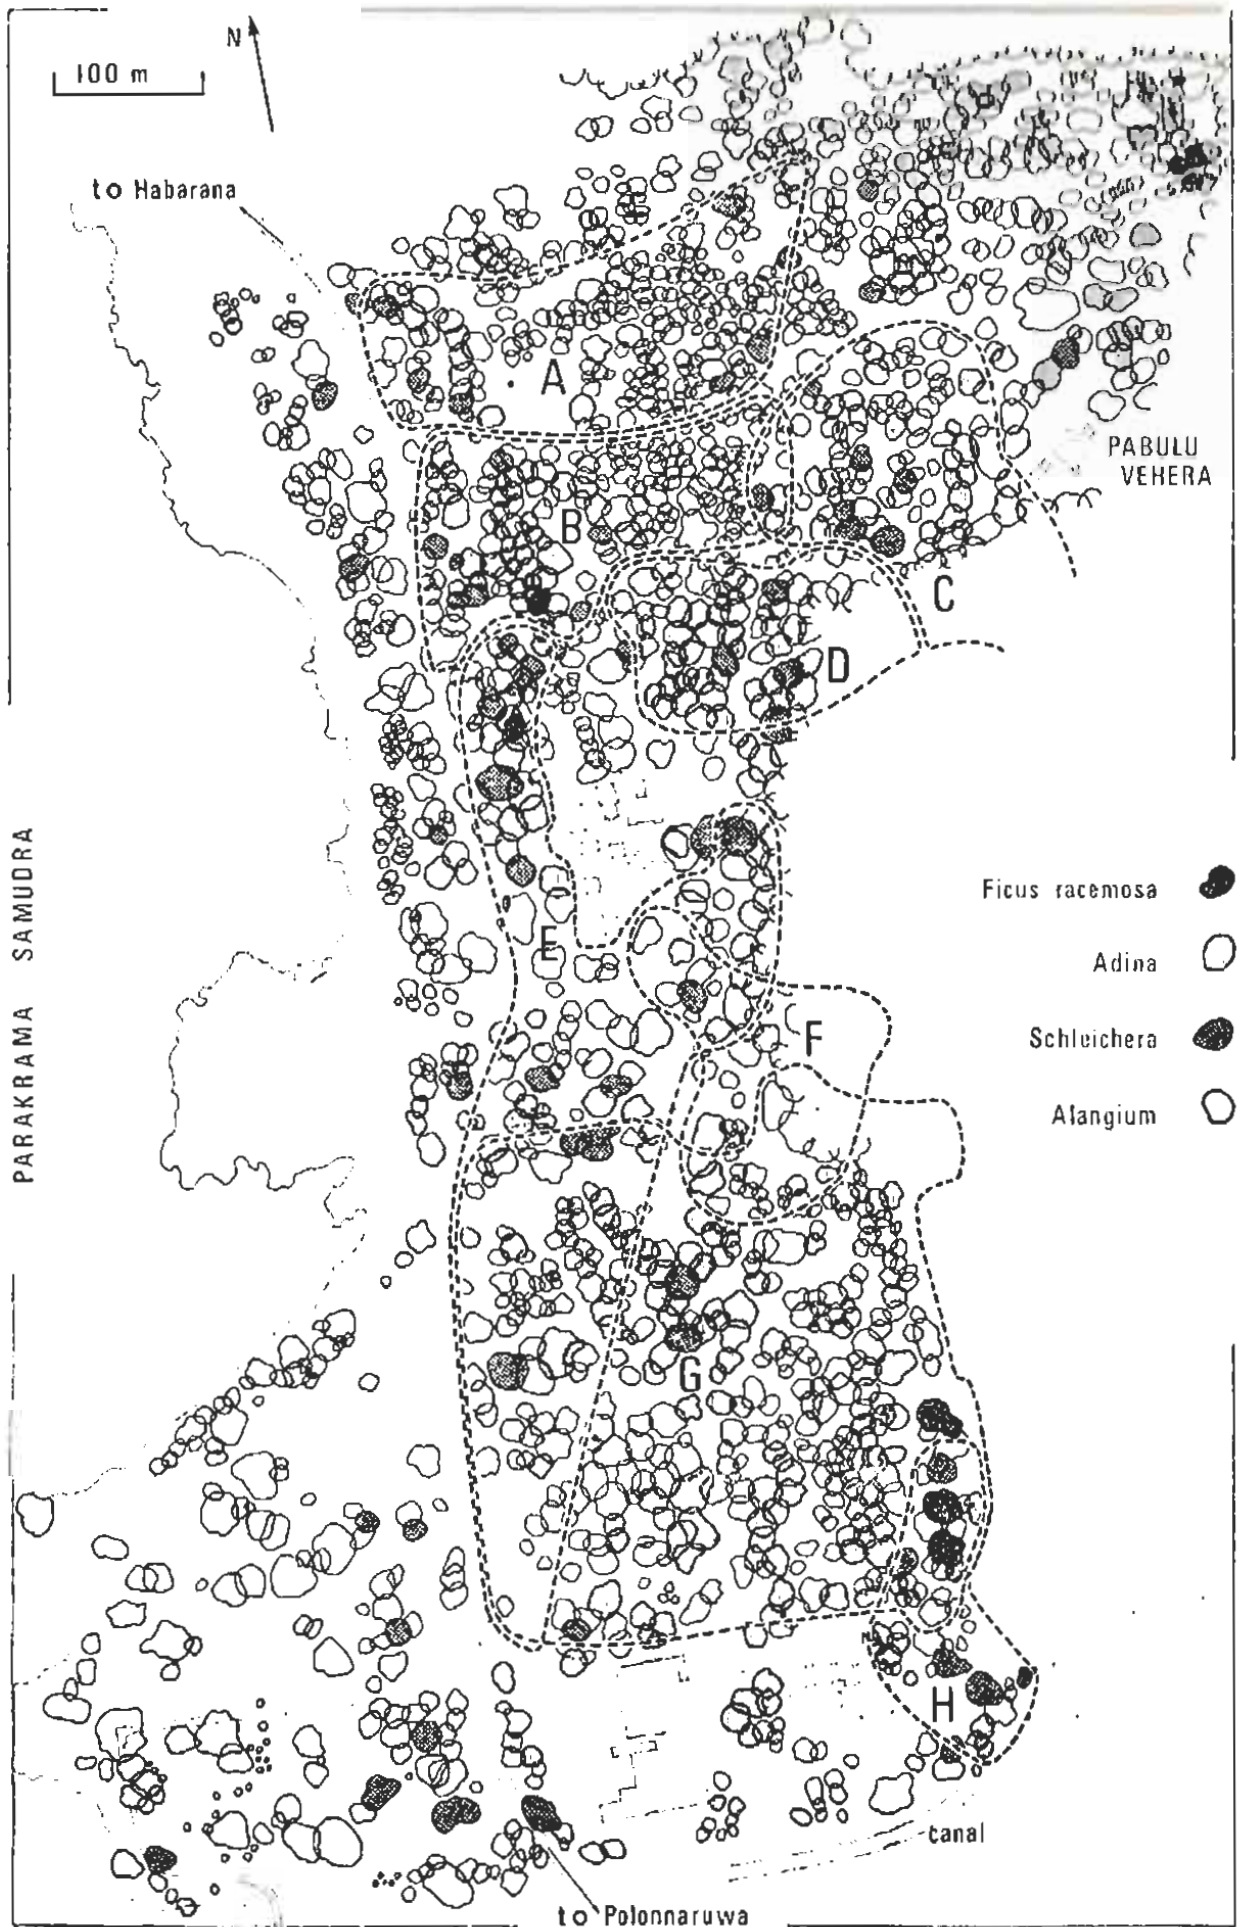 N
100 m
to Habarana
A
PABULU
VEHERA
B
C
D
PARAKRAMA SAMUDRA
Ficus racemosa
E
Adina
F
Schleichera
Alangium
G
H
canal
to Polonnaruwa